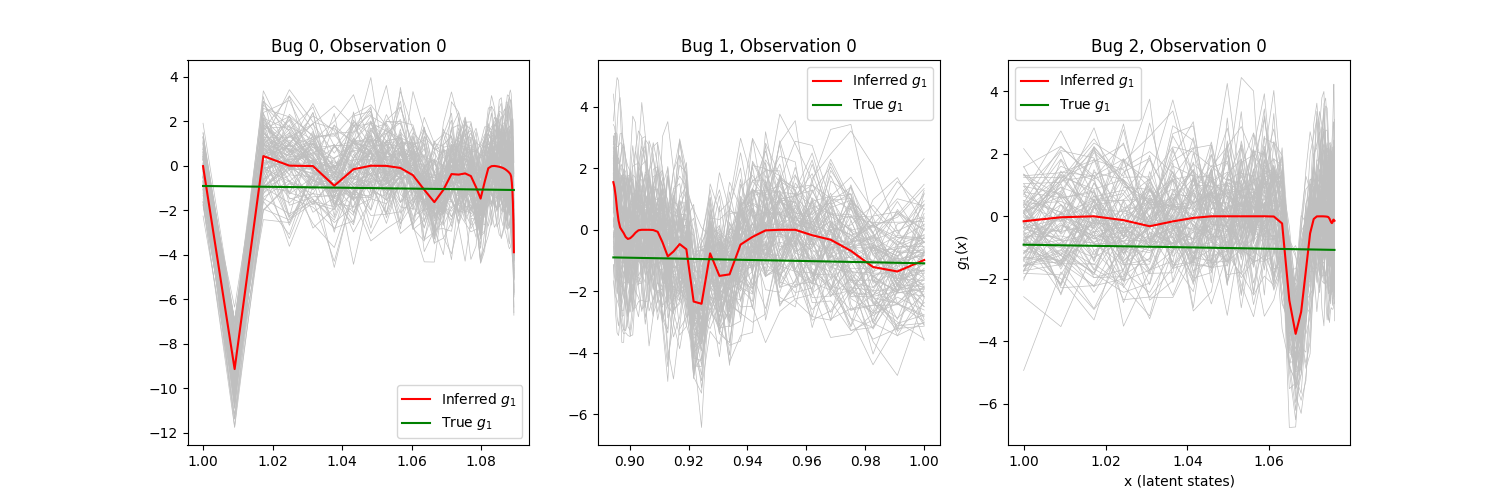 Bug 0, Observation 0
4
2
0
−2
−4
−6
−8
−10
−12
1.00 1.02 1.04 1.06 1.08
Inferred g₁
True g₁
Bug 1, Observation 0
4
2
0
−2
−4
−6
0.90 0.92 0.94 0.96 0.98 1.00
Inferred g₁
True g₁
Bug 2, Observation 0
g₁(x)
4
2
0
−2
−4
−6
1.00 1.02 1.04 1.06
x (latent states)
Inferred g₁
True g₁